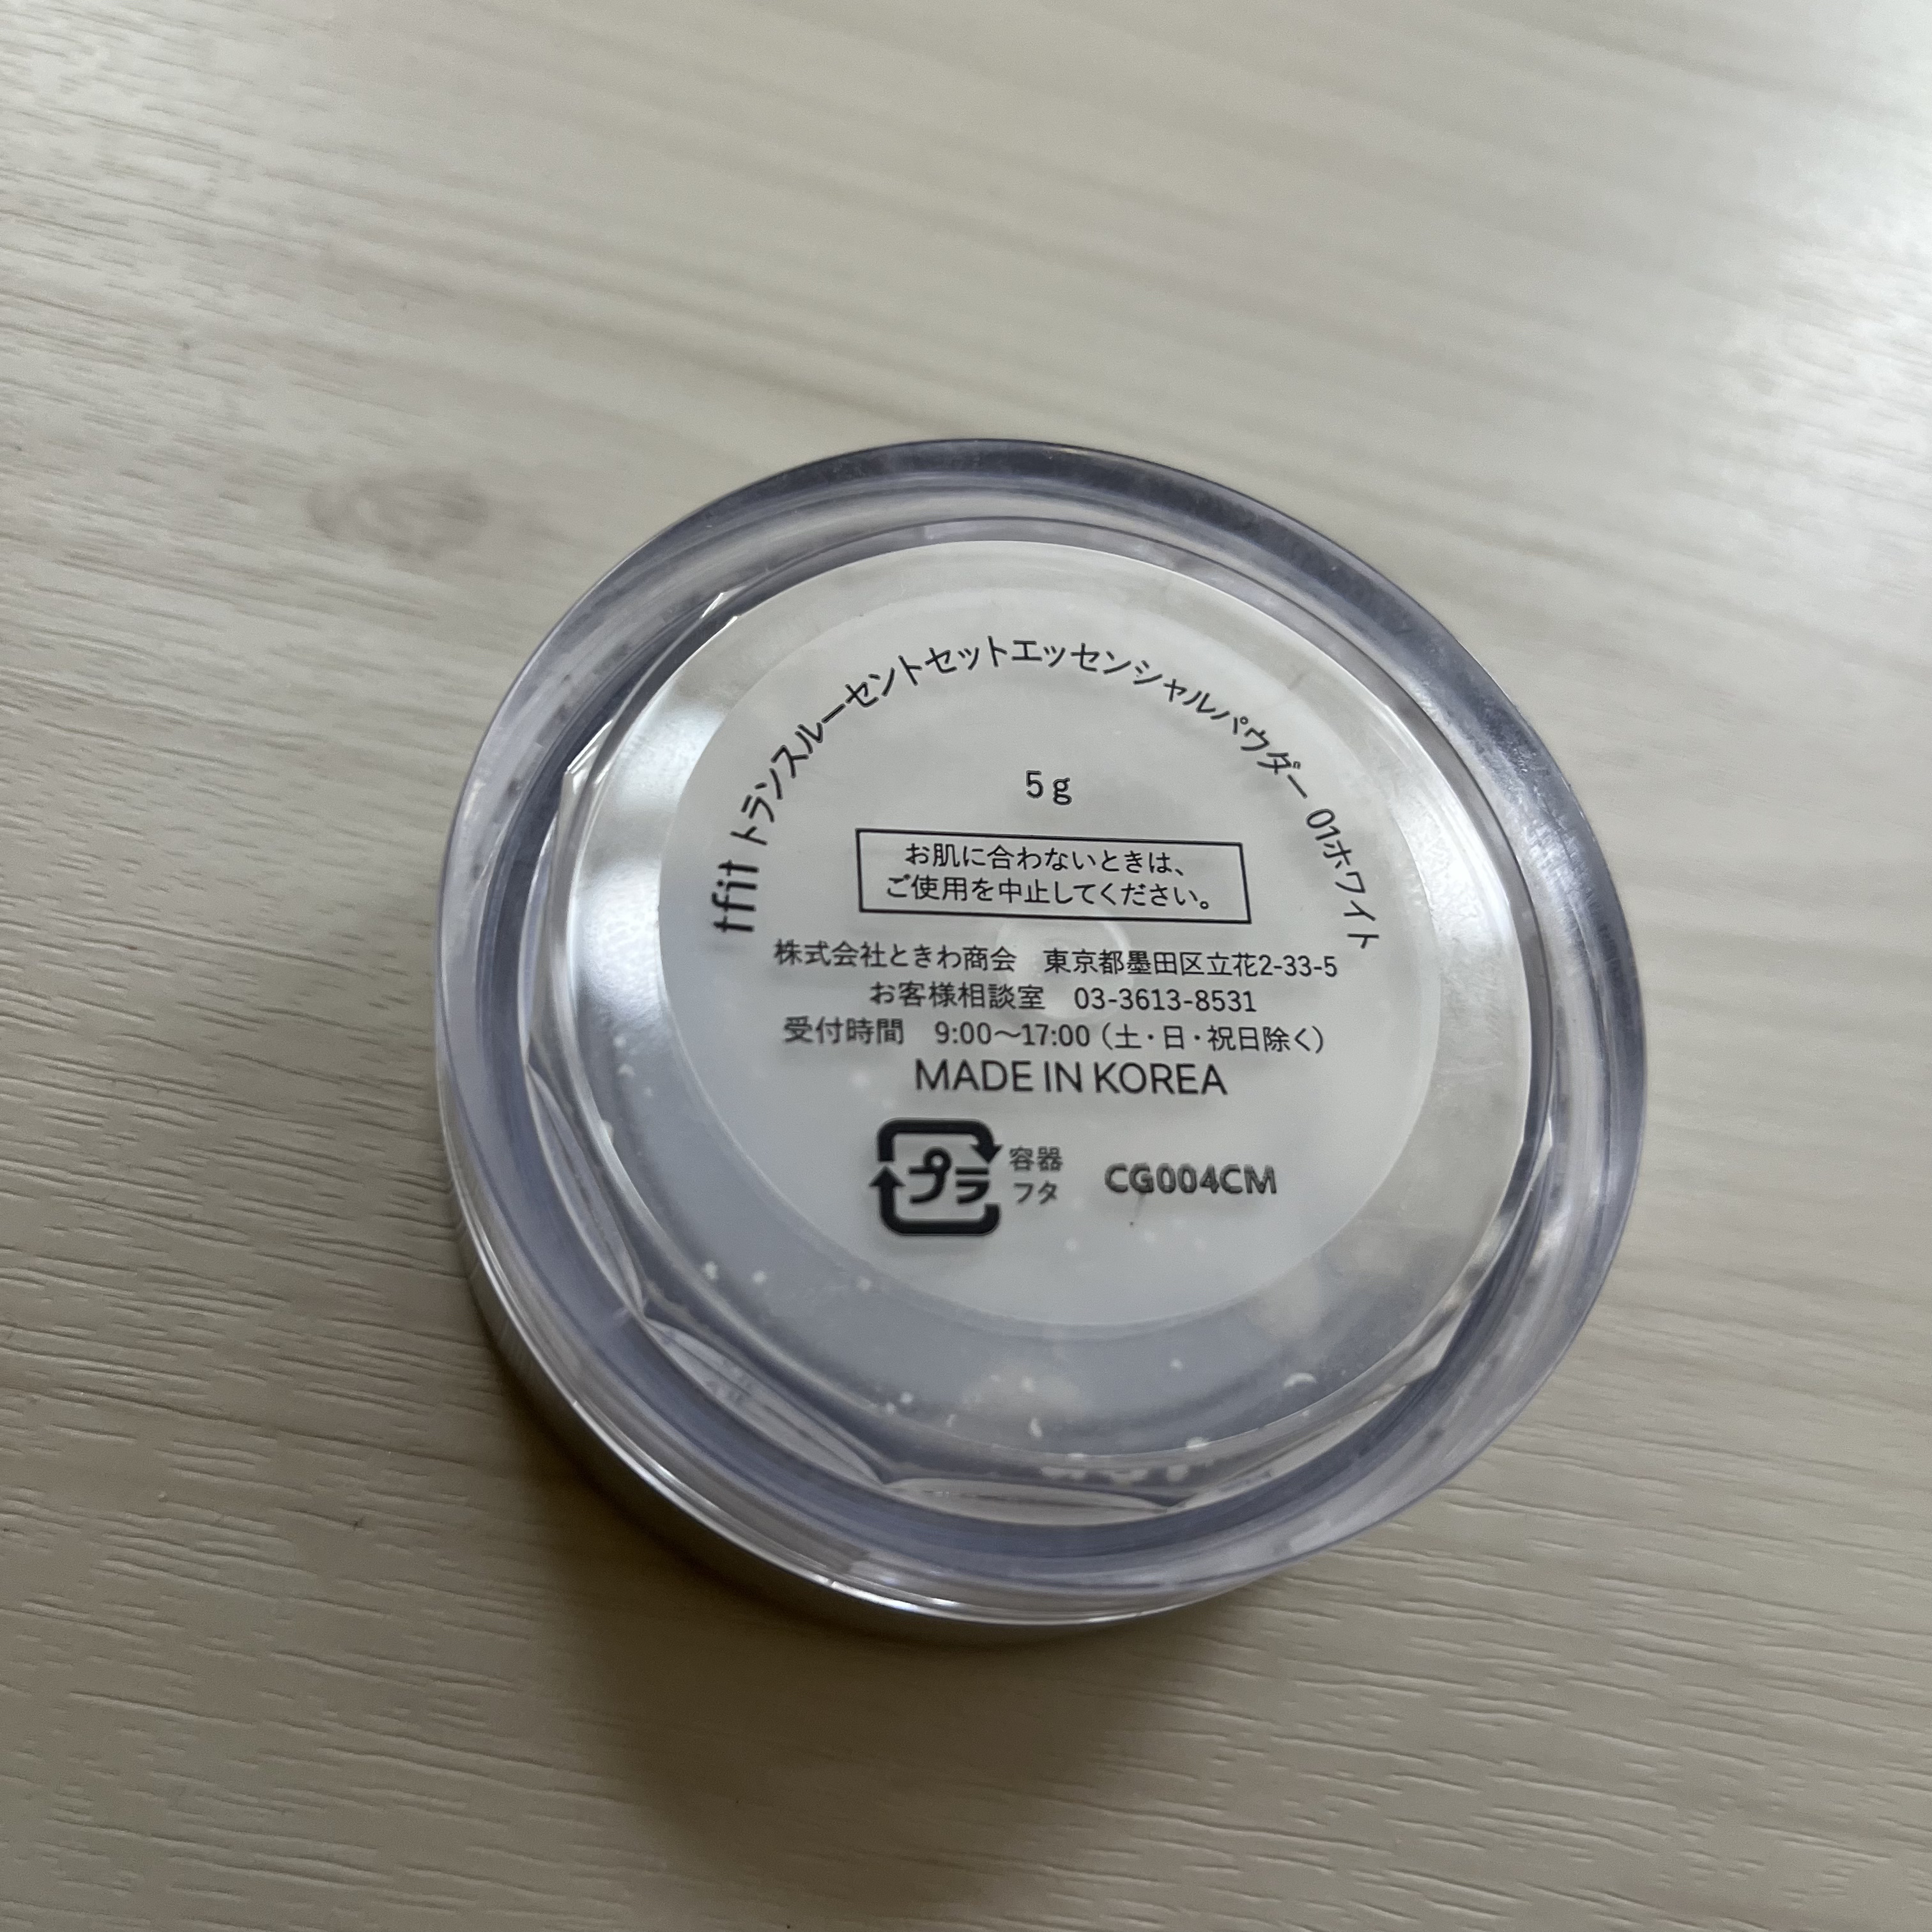 tfit トランスルーセントセットエッセンシャルパウダー 01ホワイト
5g
お肌に合わないときは、
ご使用を中止してください。
株式会社ときわ商会　東京都墨田区立花2-33-5
お客様相談室　03-3613-8531
受付時間　9:00〜17:00（土・日・祝日除く）
MADE IN KOREA
プラ 容器
フタ
CG004CM